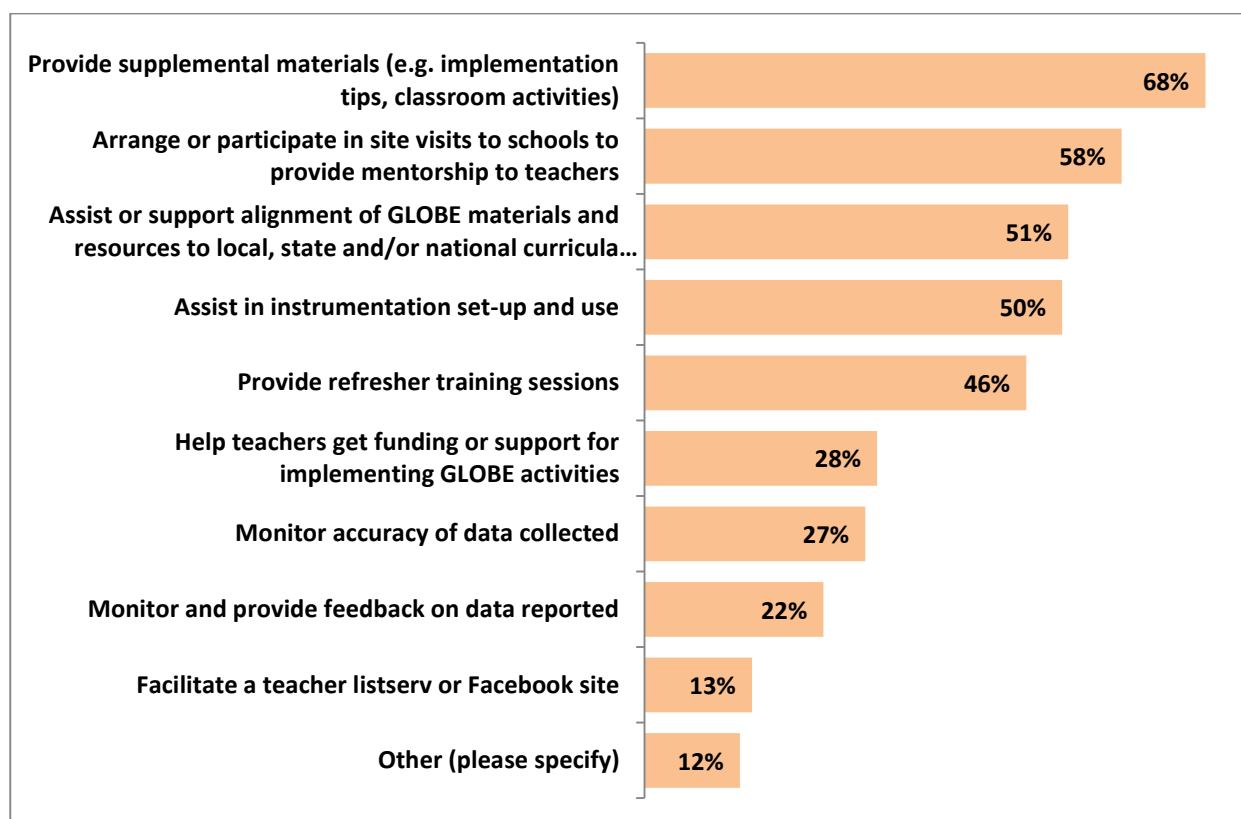 Provide supplemental materials (e.g. implementation
tips, classroom activities)
68%
Arrange or participate in site visits to schools to
provide mentorship to teachers
58%
Assist or support alignment of GLOBE materials and
resources to local, state and/or national curricula…
51%
Assist in instrumentation set-up and use
50%
Provide refresher training sessions
46%
Help teachers get funding or support for
implementing GLOBE activities
28%
Monitor accuracy of data collected
27%
Monitor and provide feedback on data reported
22%
Facilitate a teacher listserv or Facebook site
13%
Other (please specify)
12%